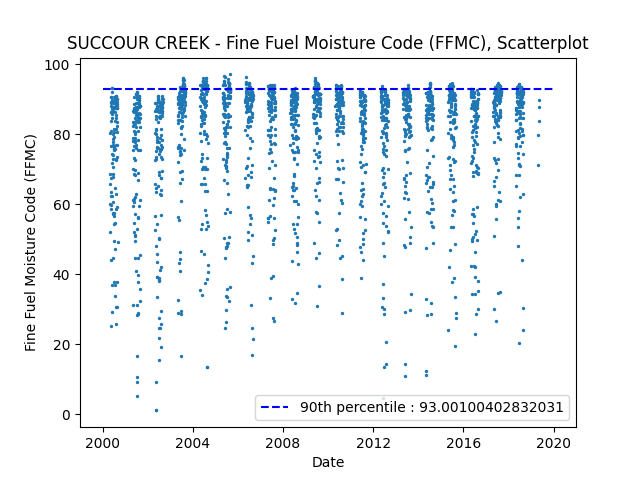 SUCCOUR CREEK - Fine Fuel Moisture Code (FFMC), Scatterplot
100
80
60
40
20
0
Fine Fuel Moisture Code (FFMC)
90th percentile : 93.00100402832031
2000 2004 2008 2012 2016 2020
Date